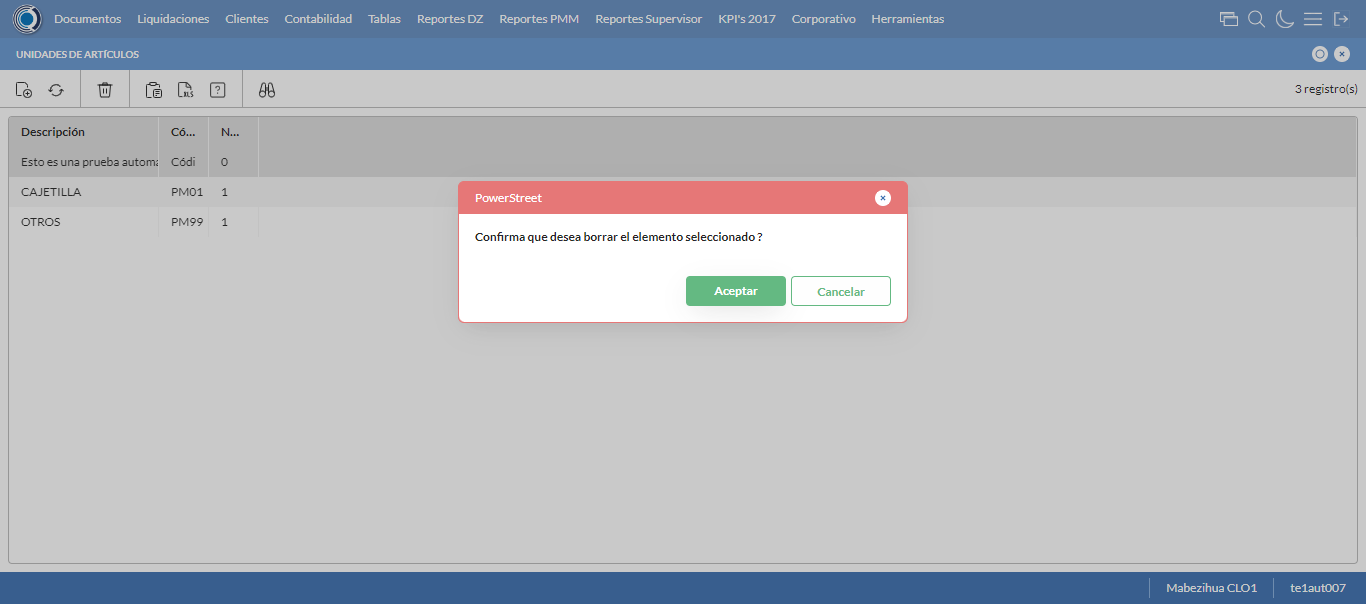 Documentos Liquidaciones Clientes Contabilidad Tablas Reportes DZ Reportes PMM Reportes Supervisor KPI's 2017 Corporativo Herramientas
UNIDADES DE ARTÍCULOS
XLS ? 3 registro(s)
Descripción Có... N...
Esto es una prueba automa Códi 0
CAJETILLA PM01 1
OTROS PM99 1
PowerStreet
Confirma que desea borrar el elemento seleccionado ?
Aceptar Cancelar
Mabezihua CLO1 te1aut007